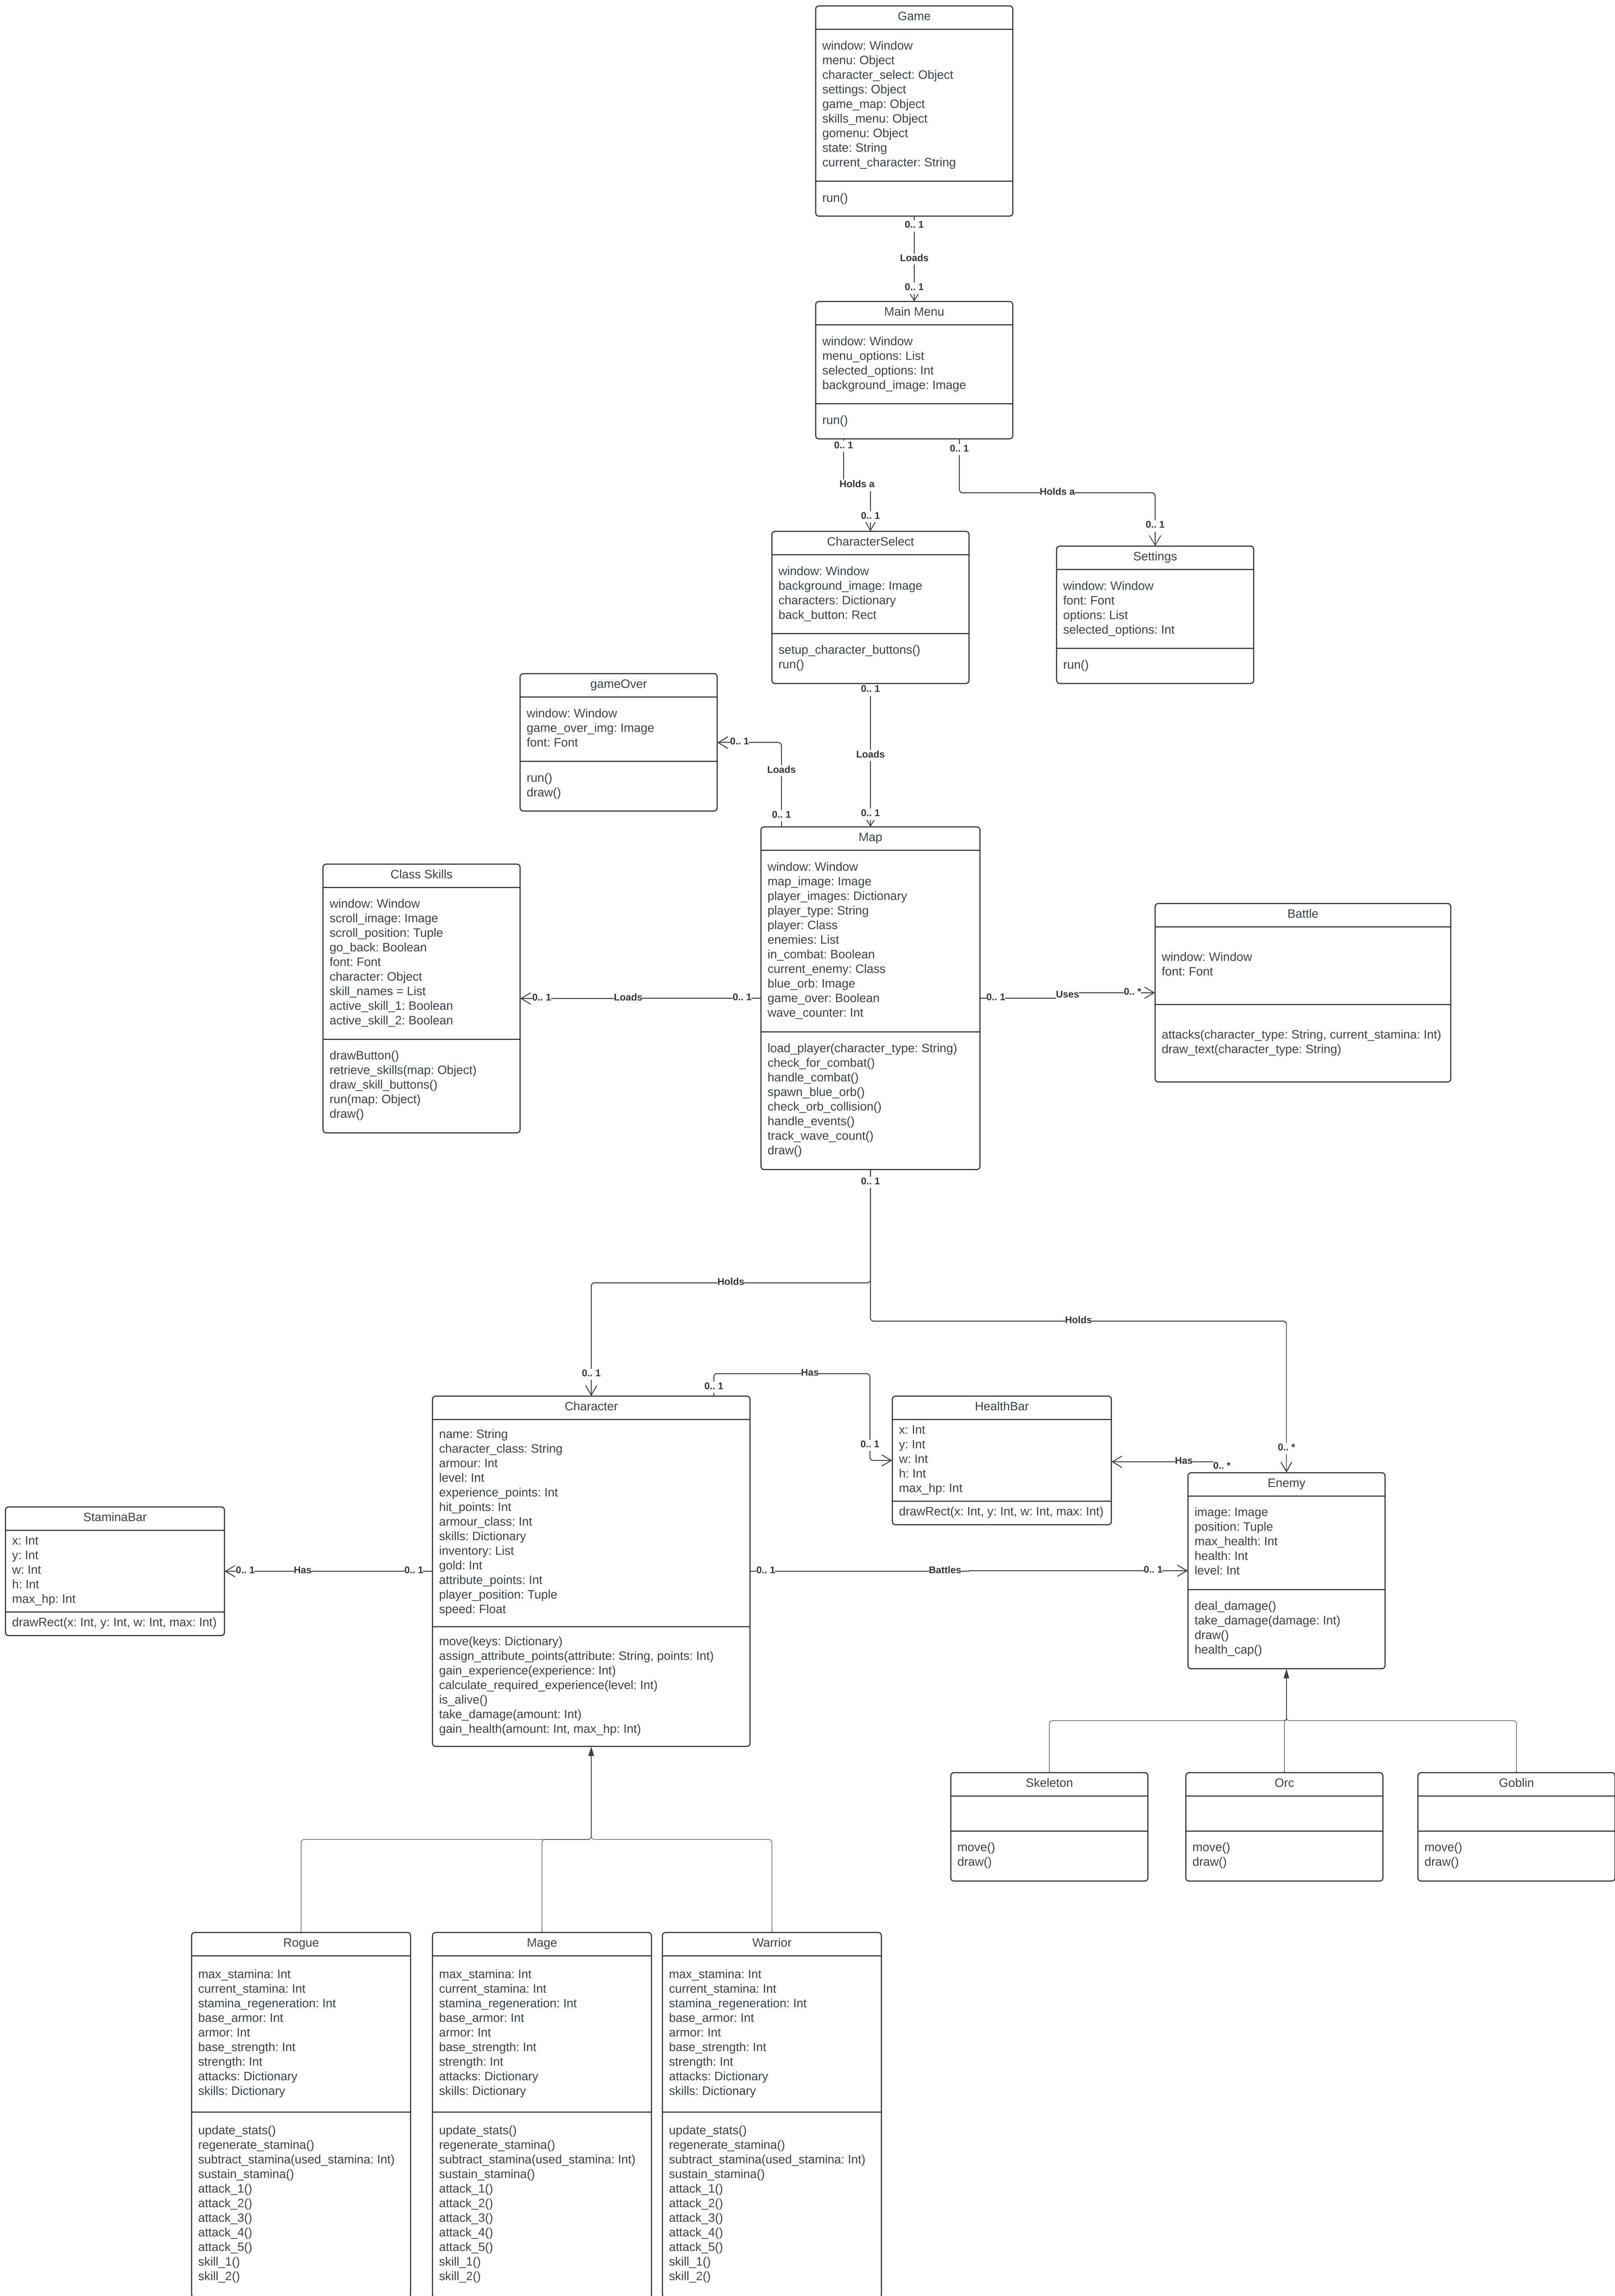 Game
window: Window
menu: Object
character_select: Object
settings: Object
game_map: Object
skills_menu: Object
gomenu: Object
state: String
current_character: String
run()
0.. 1
Loads
0.. 1
Main Menu
window: Window
menu_options: List
selected_options: Int
background_image: Image
run()
0.. 1
0.. 1
Holds a
Holds a
0.. 1
0.. 1
CharacterSelect
window: Window
background_image: Image
characters: Dictionary
back_button: Rect
setup_character_buttons()
run()
Settings
window: Window
font: Font
options: List
selected_options: Int
run()
gameOver
window: Window
game_over_img: Image
font: Font
run()
draw()
0.. 1
0.. 1
Loads
Loads
0.. 1
0.. 1
Map
window: Window
map_image: Image
player_images: Dictionary
player_type: String
player: Class
enemies: List
in_combat: Boolean
current_enemy: Class
blue_orb: Image
game_over: Boolean
wave_counter: Int
load_player(character_type: String)
check_for_combat()
handle_combat()
spawn_blue_orb()
check_orb_collision()
handle_events()
track_wave_count()
draw()
Class Skills
window: Window
scroll_image: Image
scroll_position: Tuple
go_back: Boolean
font: Font
character: Object
skill_names = List
active_skill_1: Boolean
active_skill_2: Boolean
drawButton()
retrieve_skills(map: Object)
draw_skill_buttons()
run(map: Object)
draw()
0.. 1
Loads
0.. 1
0.. 1
Uses
0.. *
Battle
window: Window
font: Font
attacks(character_type: String, current_stamina: Int)
draw_text(character_type: String)
0.. 1
Holds
Holds
0.. 1
0.. 1
Has
0.. 1
0.. *
Has
0.. *
Character
name: String
character_class: String
armour: Int
level: Int
experience_points: Int
hit_points: Int
armour_class: Int
skills: Dictionary
inventory: List
gold: Int
attribute_points: Int
player_position: Tuple
speed: Float
move(keys: Dictionary)
assign_attribute_points(attribute: String, points: Int)
gain_experience(experience: Int)
calculate_required_experience(level: Int)
is_alive()
take_damage(amount: Int)
gain_health(amount: Int, max_hp: Int)
HealthBar
x: Int
y: Int
w: Int
h: Int
max_hp: Int
drawRect(x: Int, y: Int, w: Int, max: Int)
Enemy
image: Image
position: Tuple
max_health: Int
health: Int
level: Int
deal_damage()
take_damage(damage: Int)
draw()
health_cap()
StaminaBar
x: Int
y: Int
w: Int
h: Int
max_hp: Int
drawRect(x: Int, y: Int, w: Int, max: Int)
0.. 1
Has
0.. 1
0.. 1
Battles
0.. 1
Skeleton
move()
draw()
Orc
move()
draw()
Goblin
move()
draw()
Rogue
max_stamina: Int
current_stamina: Int
stamina_regeneration: Int
base_armor: Int
armor: Int
base_strength: Int
strength: Int
attacks: Dictionary
skills: Dictionary
update_stats()
regenerate_stamina()
subtract_stamina(used_stamina: Int)
sustain_stamina()
attack_1()
attack_2()
attack_3()
attack_4()
attack_5()
skill_1()
skill_2()
Mage
max_stamina: Int
current_stamina: Int
stamina_regeneration: Int
base_armor: Int
armor: Int
base_strength: Int
strength: Int
attacks: Dictionary
skills: Dictionary
update_stats()
regenerate_stamina()
subtract_stamina(used_stamina: Int)
sustain_stamina()
attack_1()
attack_2()
attack_3()
attack_4()
attack_5()
skill_1()
skill_2()
Warrior
max_stamina: Int
current_stamina: Int
stamina_regeneration: Int
base_armor: Int
armor: Int
base_strength: Int
strength: Int
attacks: Dictionary
skills: Dictionary
update_stats()
regenerate_stamina()
subtract_stamina(used_stamina: Int)
sustain_stamina()
attack_1()
attack_2()
attack_3()
attack_4()
attack_5()
skill_1()
skill_2()